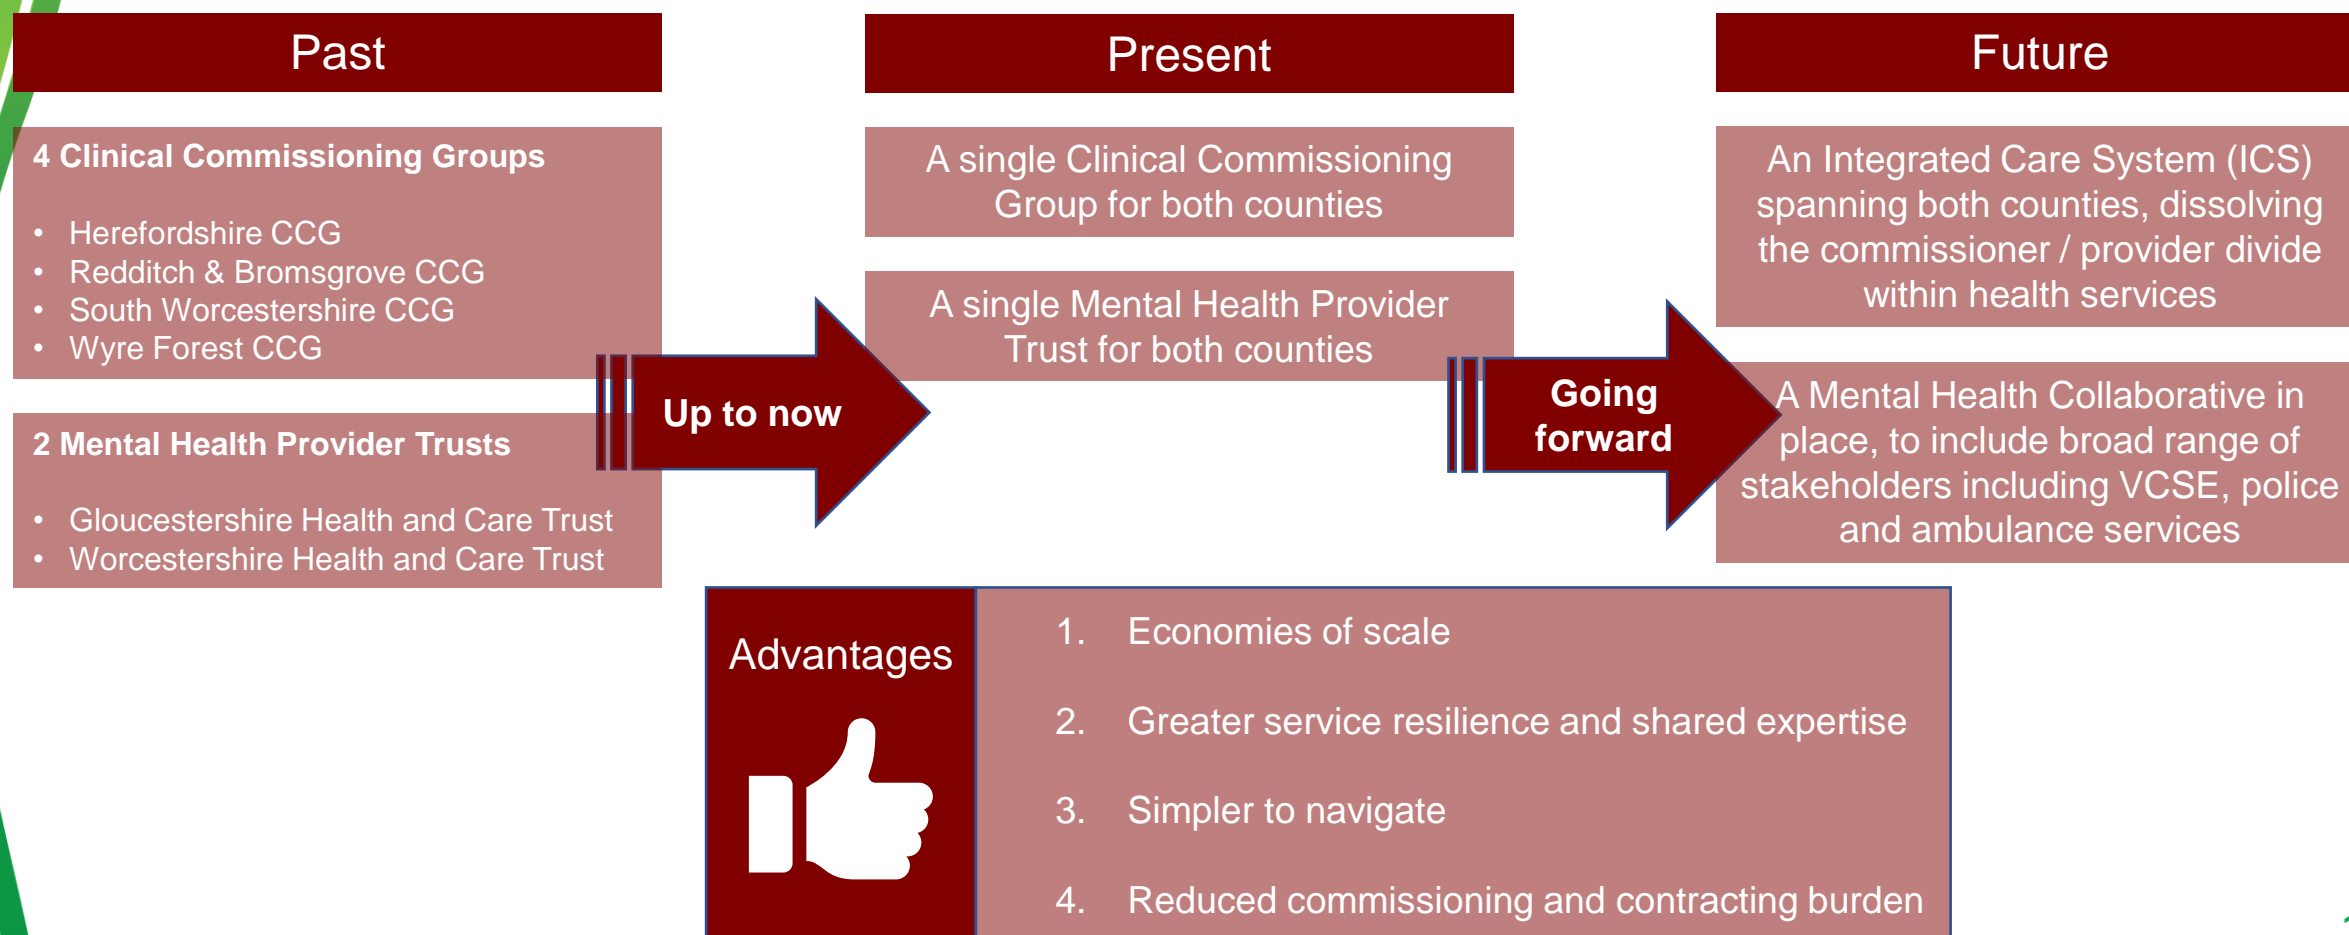 Past
4 Clinical Commissioning Groups
• Herefordshire CCG
• Redditch & Bromsgrove CCG
• South Worcestershire CCG
• Wyre Forest CCG
2 Mental Health Provider Trusts
• Gloucestershire Health and Care Trust
• Worcestershire Health and Care Trust
Up to now
Present
A single Clinical Commissioning
Group for both counties
A single Mental Health Provider
Trust for both counties
Going
forward
Future
An Integrated Care System (ICS)
spanning both counties, dissolving
the commissioner / provider divide
within health services
A Mental Health Collaborative in
place, to include broad range of
stakeholders including VCSE, police
and ambulance services
Advantages
1. Economies of scale
2. Greater service resilience and shared expertise
3. Simpler to navigate
4. Reduced commissioning and contracting burden